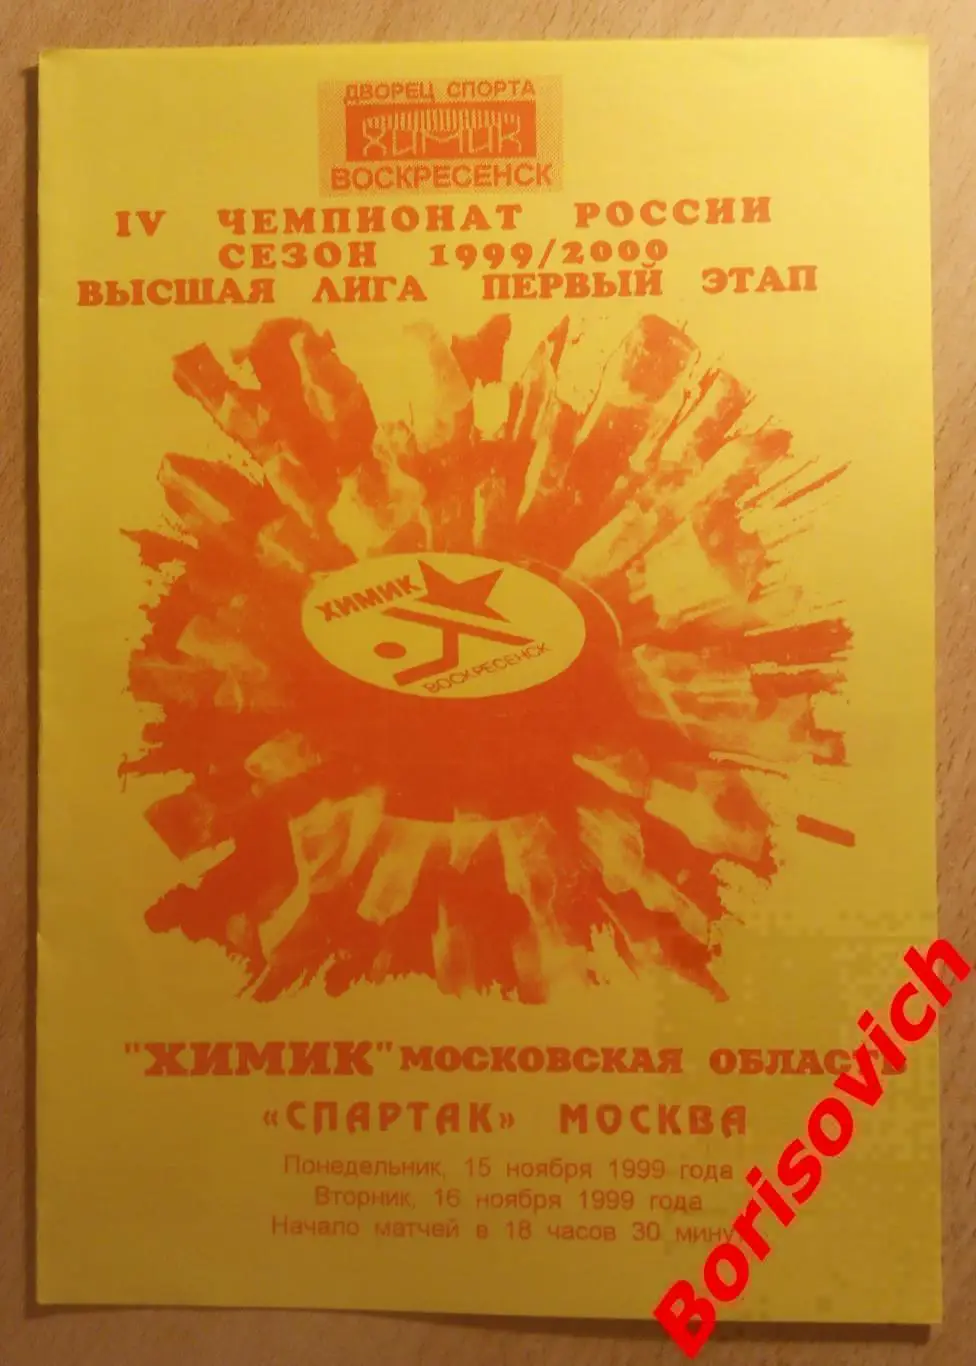 ДВОРЕЦ СПОРТА
ХИМИК
ВОСКРЕСЕНСК
IV ЧЕМПИОНАТ РОССИИ
СЕЗОН 1999/2000
ВЫСШАЯ ЛИГА ПЕРВЫЙ ЭТАП
ХИМИК
ВОСКРЕСЕНСК
"ХИМИК" МОСКОВСКАЯ ОБЛАСТЬ
«СПАРТАК» МОСКВА
Понедельник, 15 ноября 1999 года
Вторник, 16 ноября 1999 года
Начало матчей в 18 часов 30 минут
Borisovich